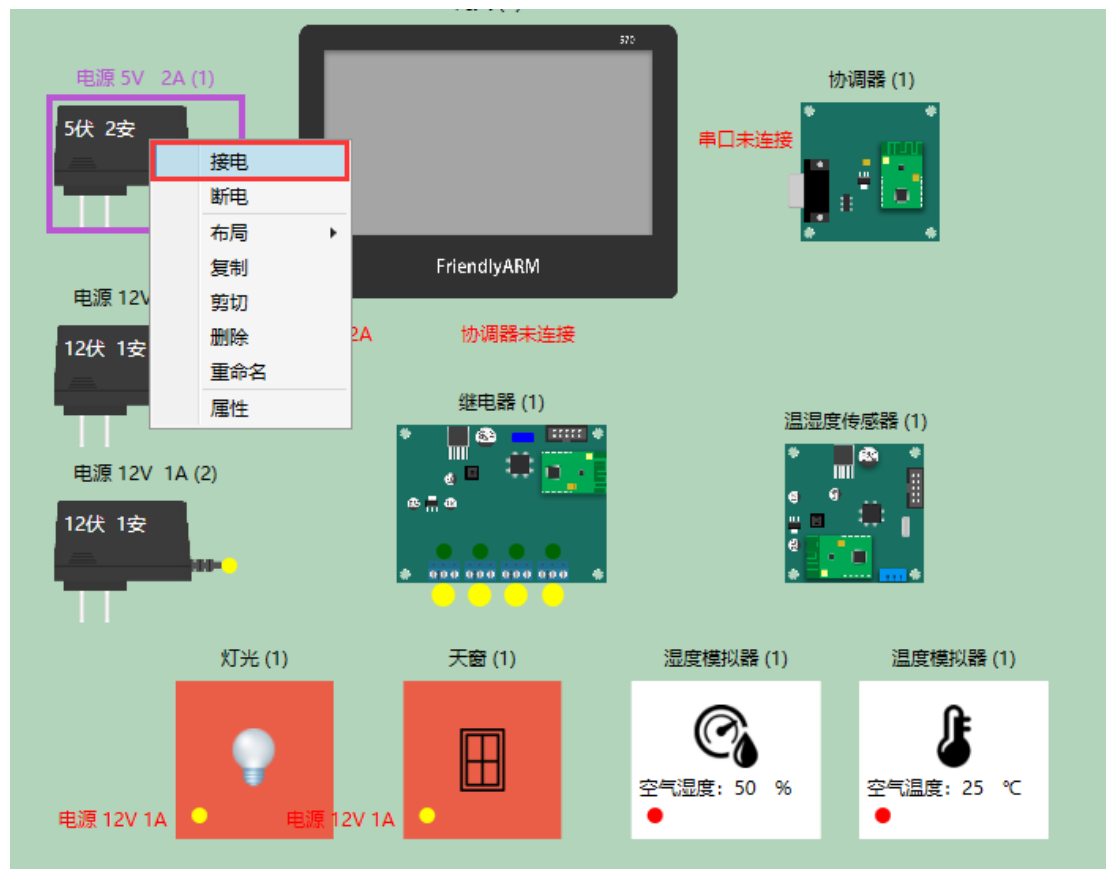 570
电源 5V 2A (1)
协调器 (1)
5伏 2安
串口未连接
接电
断电
布局
复制
FriendlyARM
剪切
电源 12V
删除
2A
协调器未连接
12伏 1安
重命名
属性
继电器 (1)
温湿度传感器 (1)
电源 12V 1A (2)
12伏 1安
灯光 (1)
天窗 (1)
湿度模拟器 (1)
温度模拟器 (1)
空气湿度：50 %
空气温度：25 ℃
电源 12V 1A
电源 12V 1A